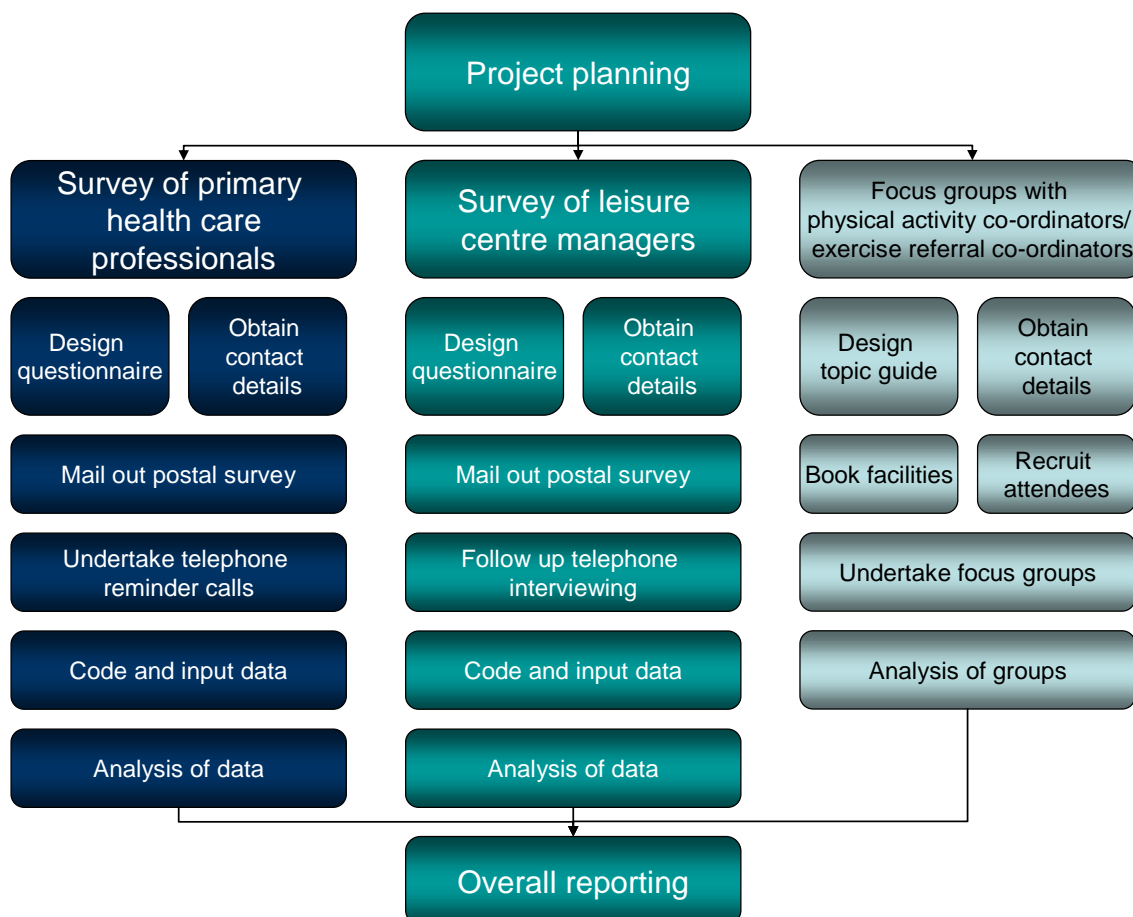 Project planning
Survey of primary
health care
professionals
Survey of leisure
centre managers
Focus groups with
physical activity co-ordinators/
exercise referral co-ordinators
Design
questionnaire
Obtain
contact
details
Design
questionnaire
Obtain
contact
details
Design
topic guide
Obtain
contact
details
Mail out postal survey
Mail out postal survey
Book facilities
Recruit
attendees
Undertake telephone
reminder calls
Follow up telephone
interviewing
Undertake focus groups
Code and input data
Code and input data
Analysis of groups
Analysis of data
Analysis of data
Overall reporting